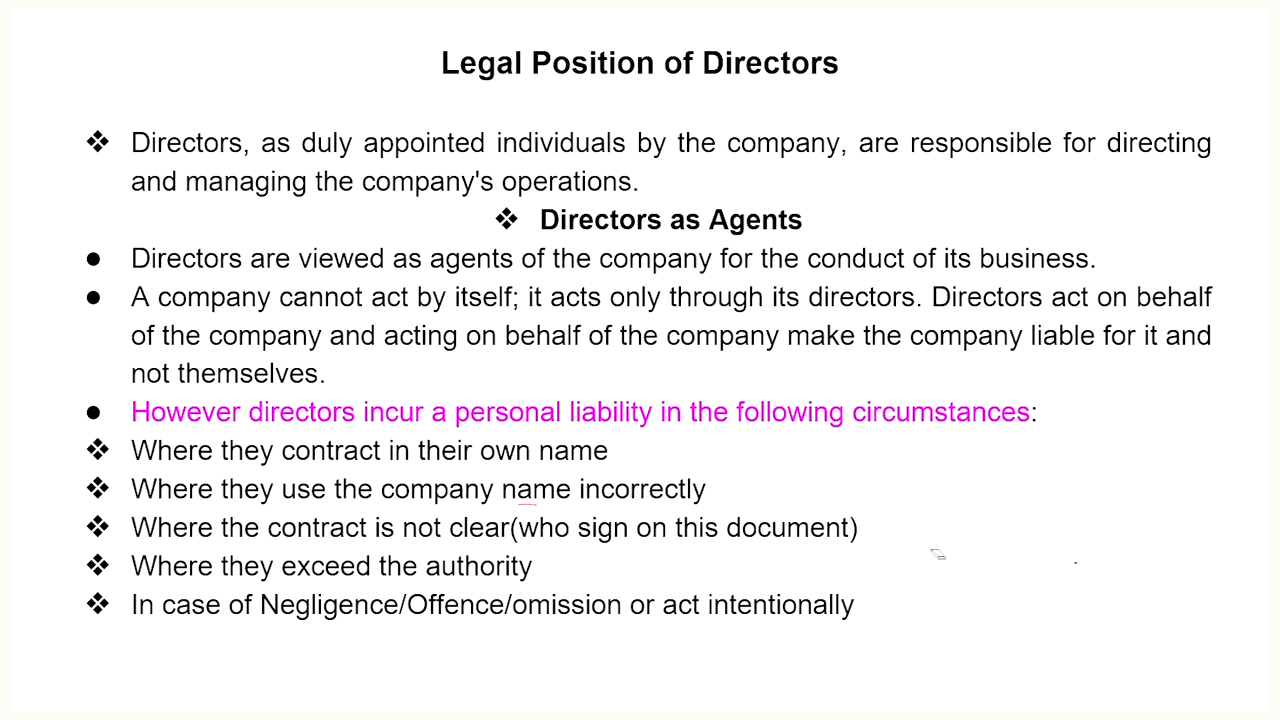 Legal Position of Directors
❖ Directors, as duly appointed individuals by the company, are responsible for directing
and managing the company's operations.
❖ Directors as Agents
● Directors are viewed as agents of the company for the conduct of its business.
● A company cannot act by itself; it acts only through its directors. Directors act on behalf
of the company and acting on behalf of the company make the company liable for it and
not themselves.
● However directors incur a personal liability in the following circumstances:
❖ Where they contract in their own name
❖ Where they use the company name incorrectly
❖ Where the contract is not clear(who sign on this document)
❖ Where they exceed the authority
❖ In case of Negligence/Offence/omission or act intentionally